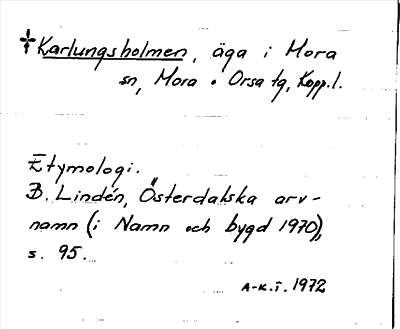 †Karlungsholmen, äga i Mora
sn, Mora o Orsa tg, Kopp. l.
Etymologi.
B. Lindén, Österdalska arv-
namn (i Namn och bygd 1970),
s. 95.
A-K. T. 1972